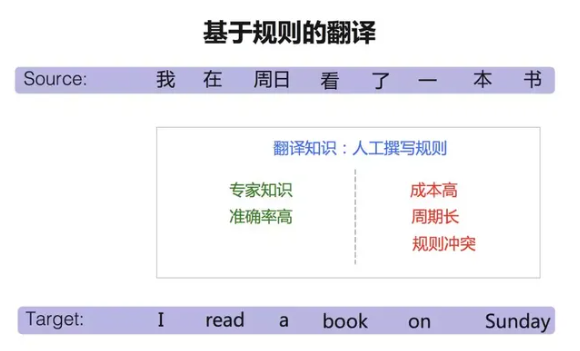 基于规则的翻译
Source: 我 在 周日 看 了 一 本 书
翻译知识：人工撰写规则
专家知识 成本高
准确率高 周期长
规则冲突
Target: I read a book on Sunday